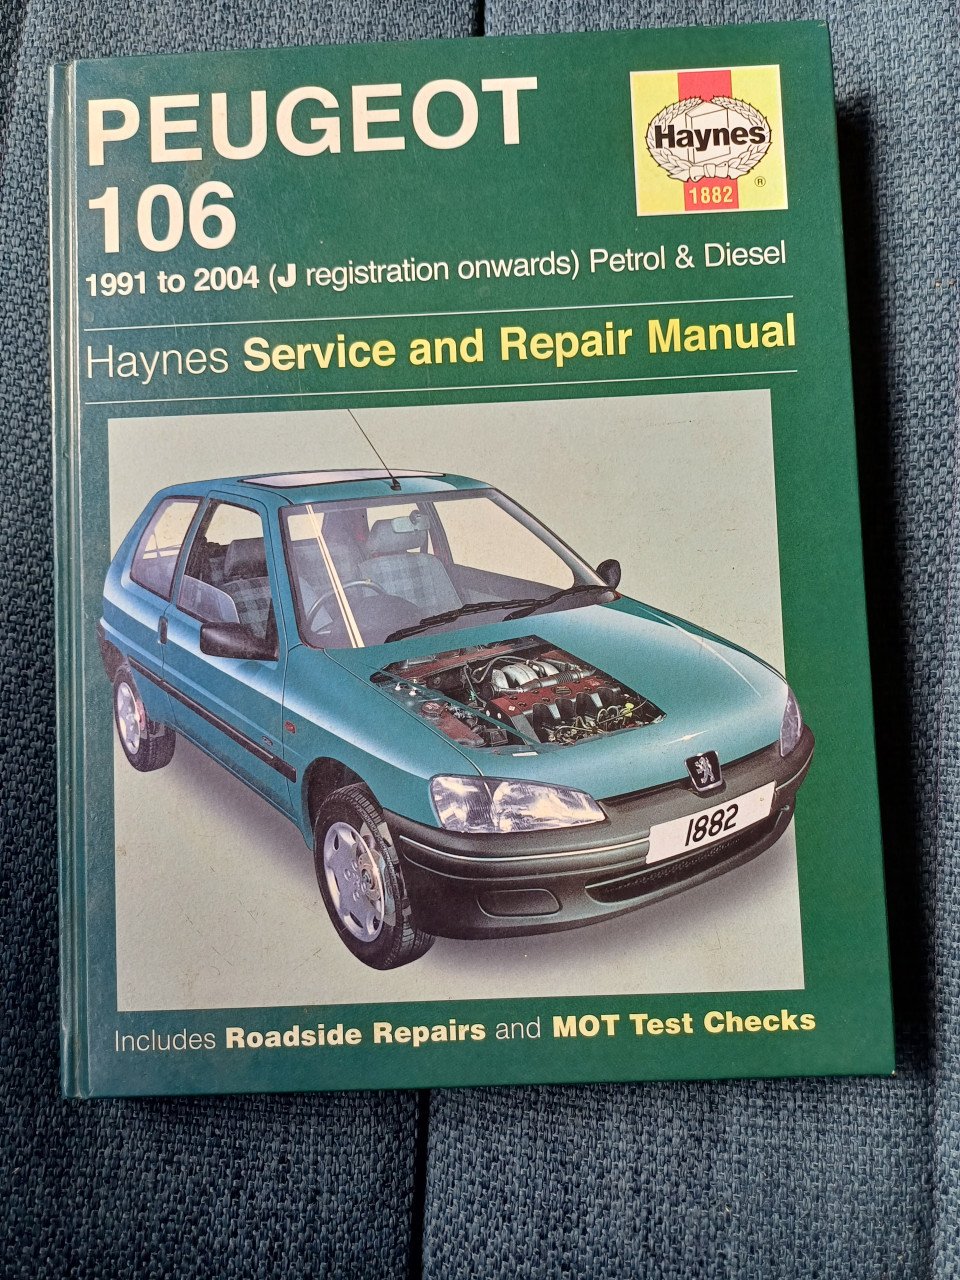 PEUGEOT
106
1991 to 2004 (J registration onwards) Petrol & Diesel
Haynes
®
1882
Haynes Service and Repair Manual
1882
Includes Roadside Repairs and MOT Test Checks